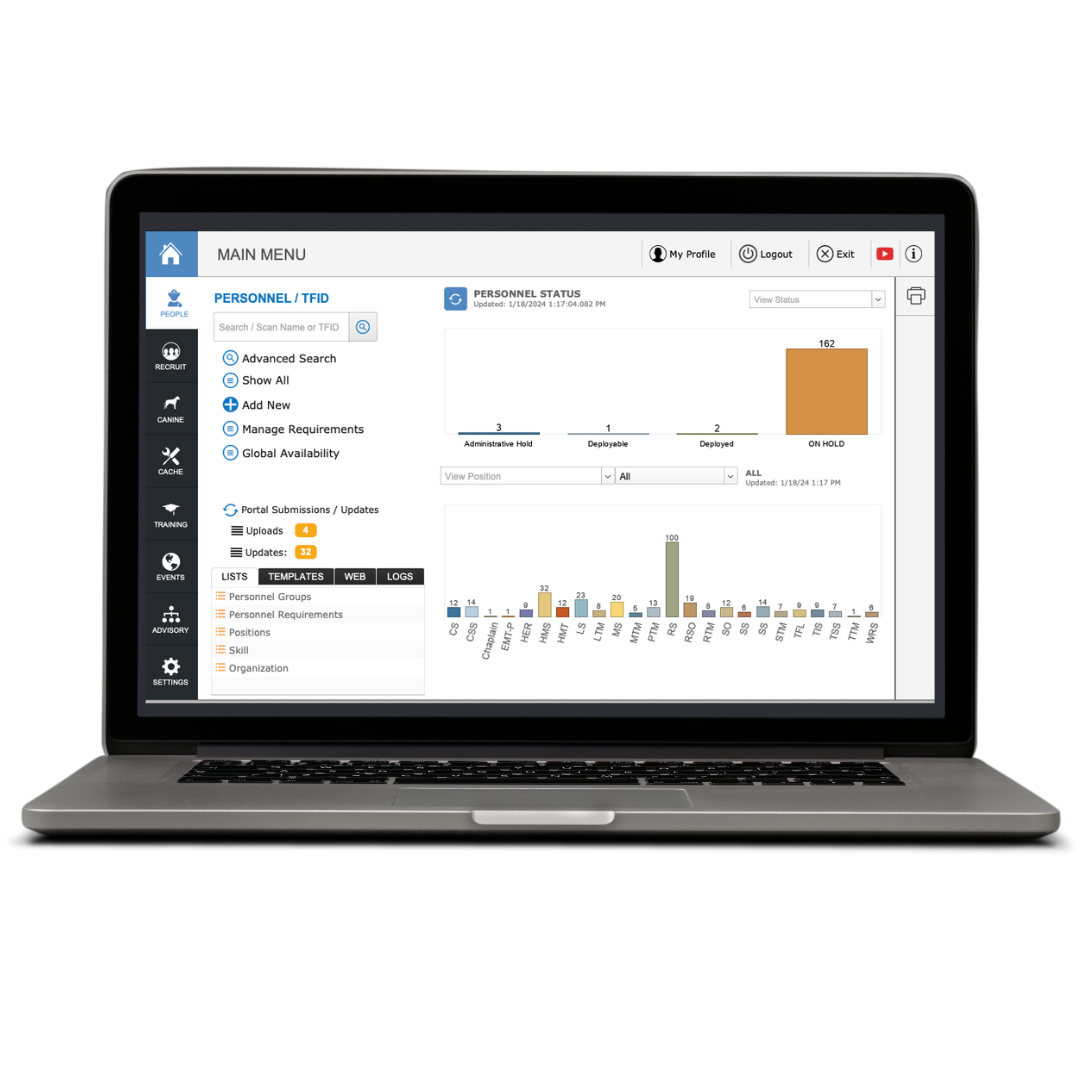 MAIN MENU
My Profile
Logout
Exit
PEOPLE
RECRUIT
CANINE
CACHE
TRAINING
EVENTS
ADVISORY
SETTINGS
PERSONNEL / TFID
Search / Scan Name or TFID
Advanced Search
Show All
Add New
Manage Requirements
Global Availability
Portal Submissions / Updates
Uploads 4
Updates: 32
LISTS TEMPLATES WEB LOGS
Personnel Groups
Personnel Requirements
Positions
Skill
Organization
PERSONNEL STATUS
Updated: 1/18/2024 1:17:04.082 PM
View Status
3 1 2 162
Administrative Hold Deployable Deployed ON HOLD
View Position All
ALL
Updated: 1/18/24 1:17 PM
12 14 1 1 9 32 12 23 8 20 5 13 100 19 8 12 6 14 7 9 9 7 1 6
CS CSS Chaplain EMT-P HER HMS HMT LS LTM MS MTM PTM RS RSO RTM SO SS SS STM TFL TIS TSS TTM WRS